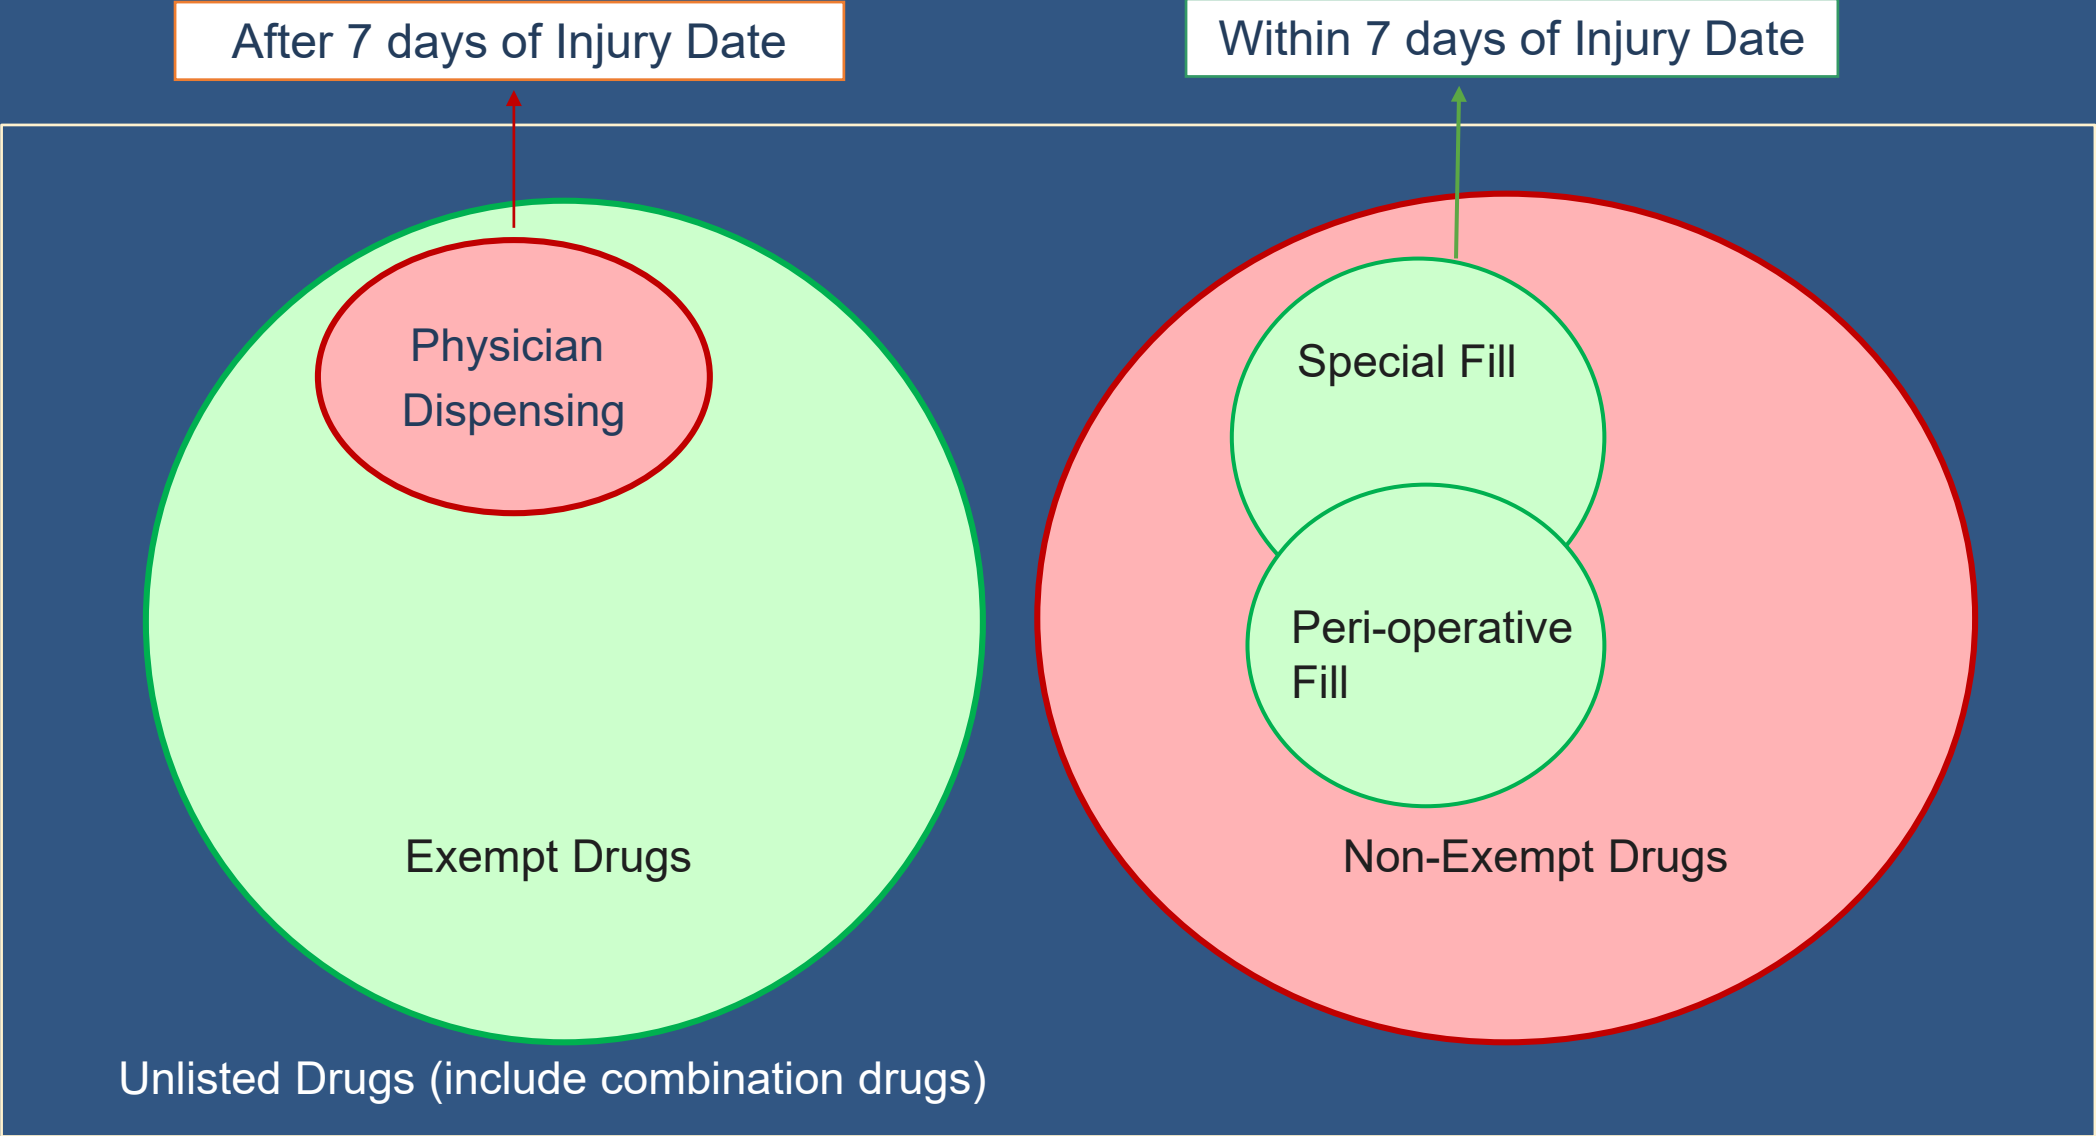 After 7 days of Injury Date
Within 7 days of Injury Date
Physician
Dispensing
Special Fill
Peri-operative
Fill
Exempt Drugs
Non-Exempt Drugs
Unlisted Drugs (include combination drugs)